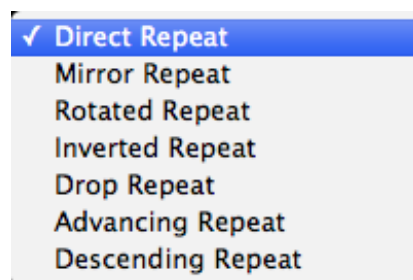 ✓ Direct Repeat
Mirror Repeat
Rotated Repeat
Inverted Repeat
Drop Repeat
Advancing Repeat
Descending Repeat